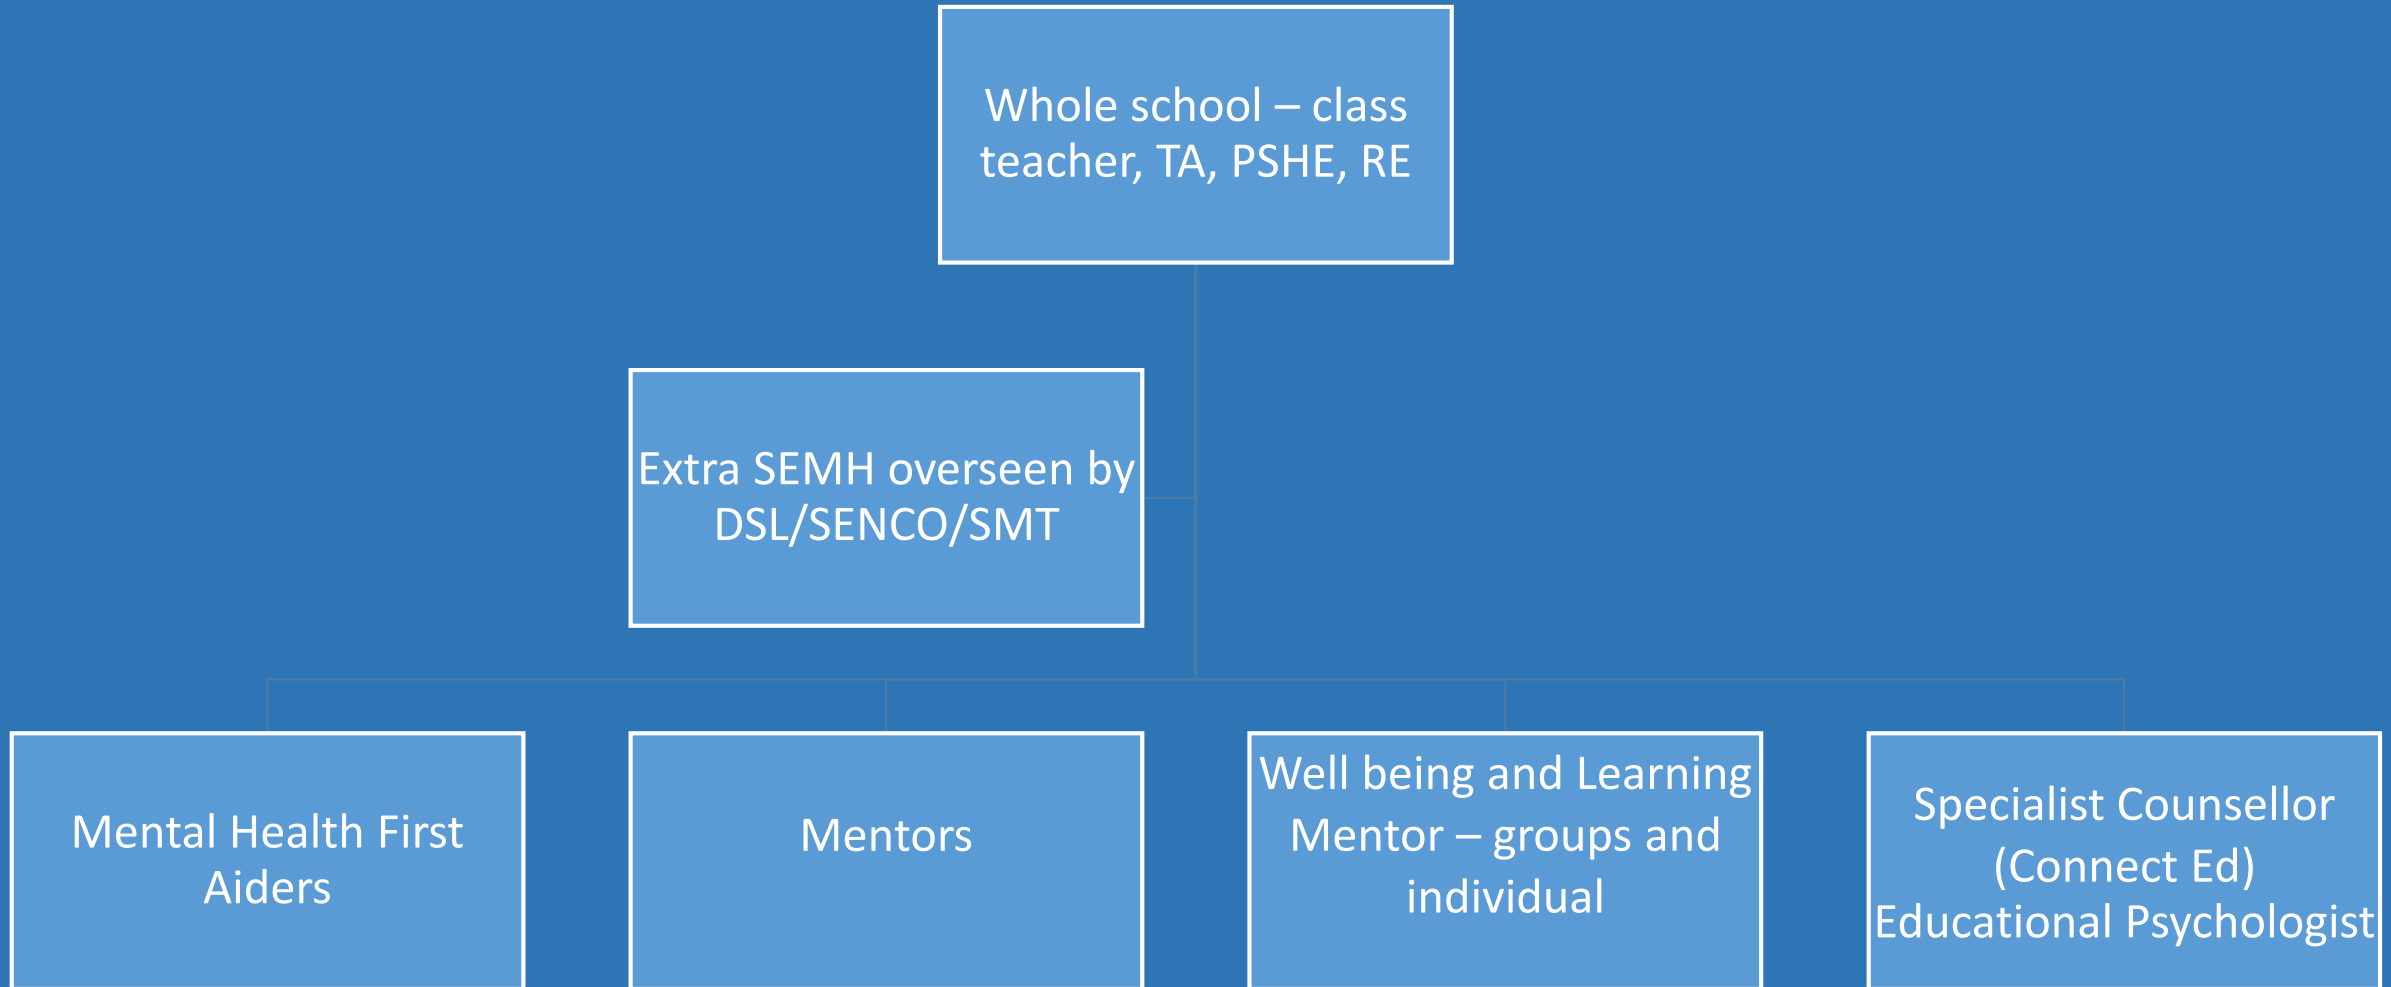 Whole school – class
teacher, TA, PSHE, RE
Extra SEMH overseen by
DSL/SENCO/SMT
Mental Health First
Aiders
Mentors
Well being and Learning
Mentor – groups and
individual
Specialist Counsellor
(Connect Ed)
Educational Psychologist